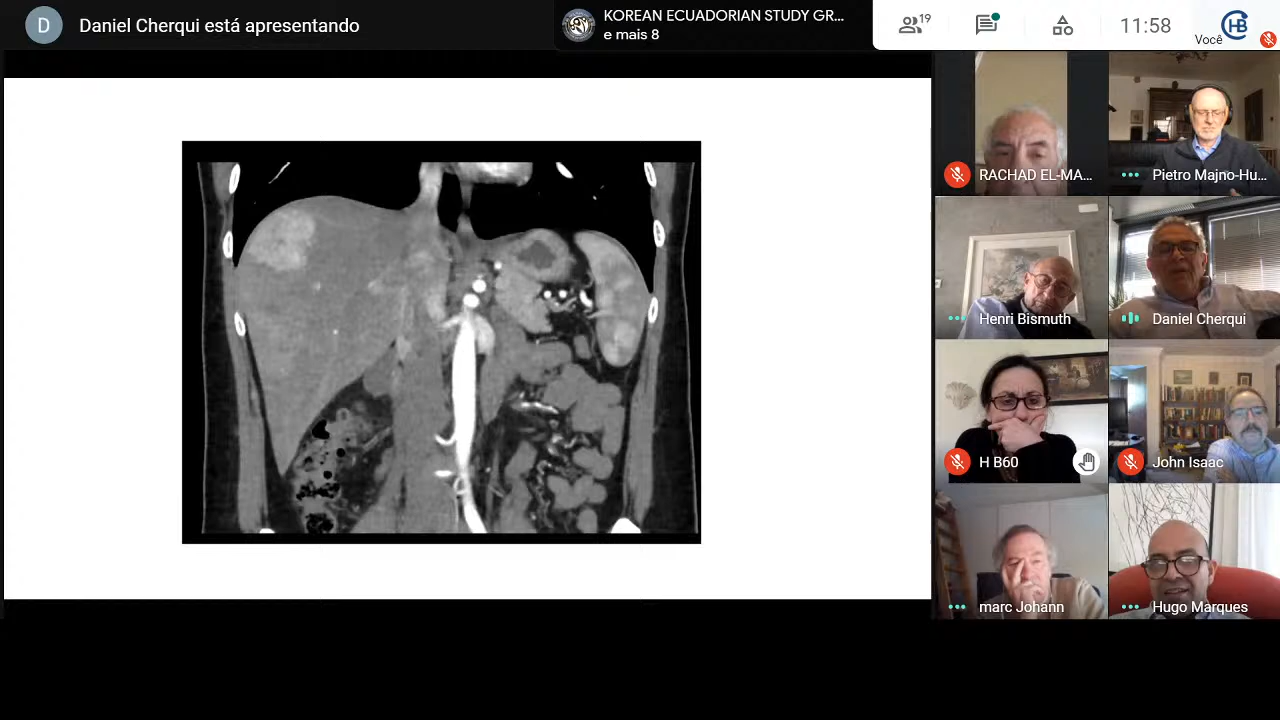 D
Daniel Cherqui está apresentando
KOREAN ECUADORIAN STUDY GR...
e mais 8
19
11:58
Você
HB
RACHAD EL-MA...
Pietro Majno-Hu...
Henri Bismuth
Daniel Cherqui
H B60
John Isaac
marc Johann
Hugo Marques